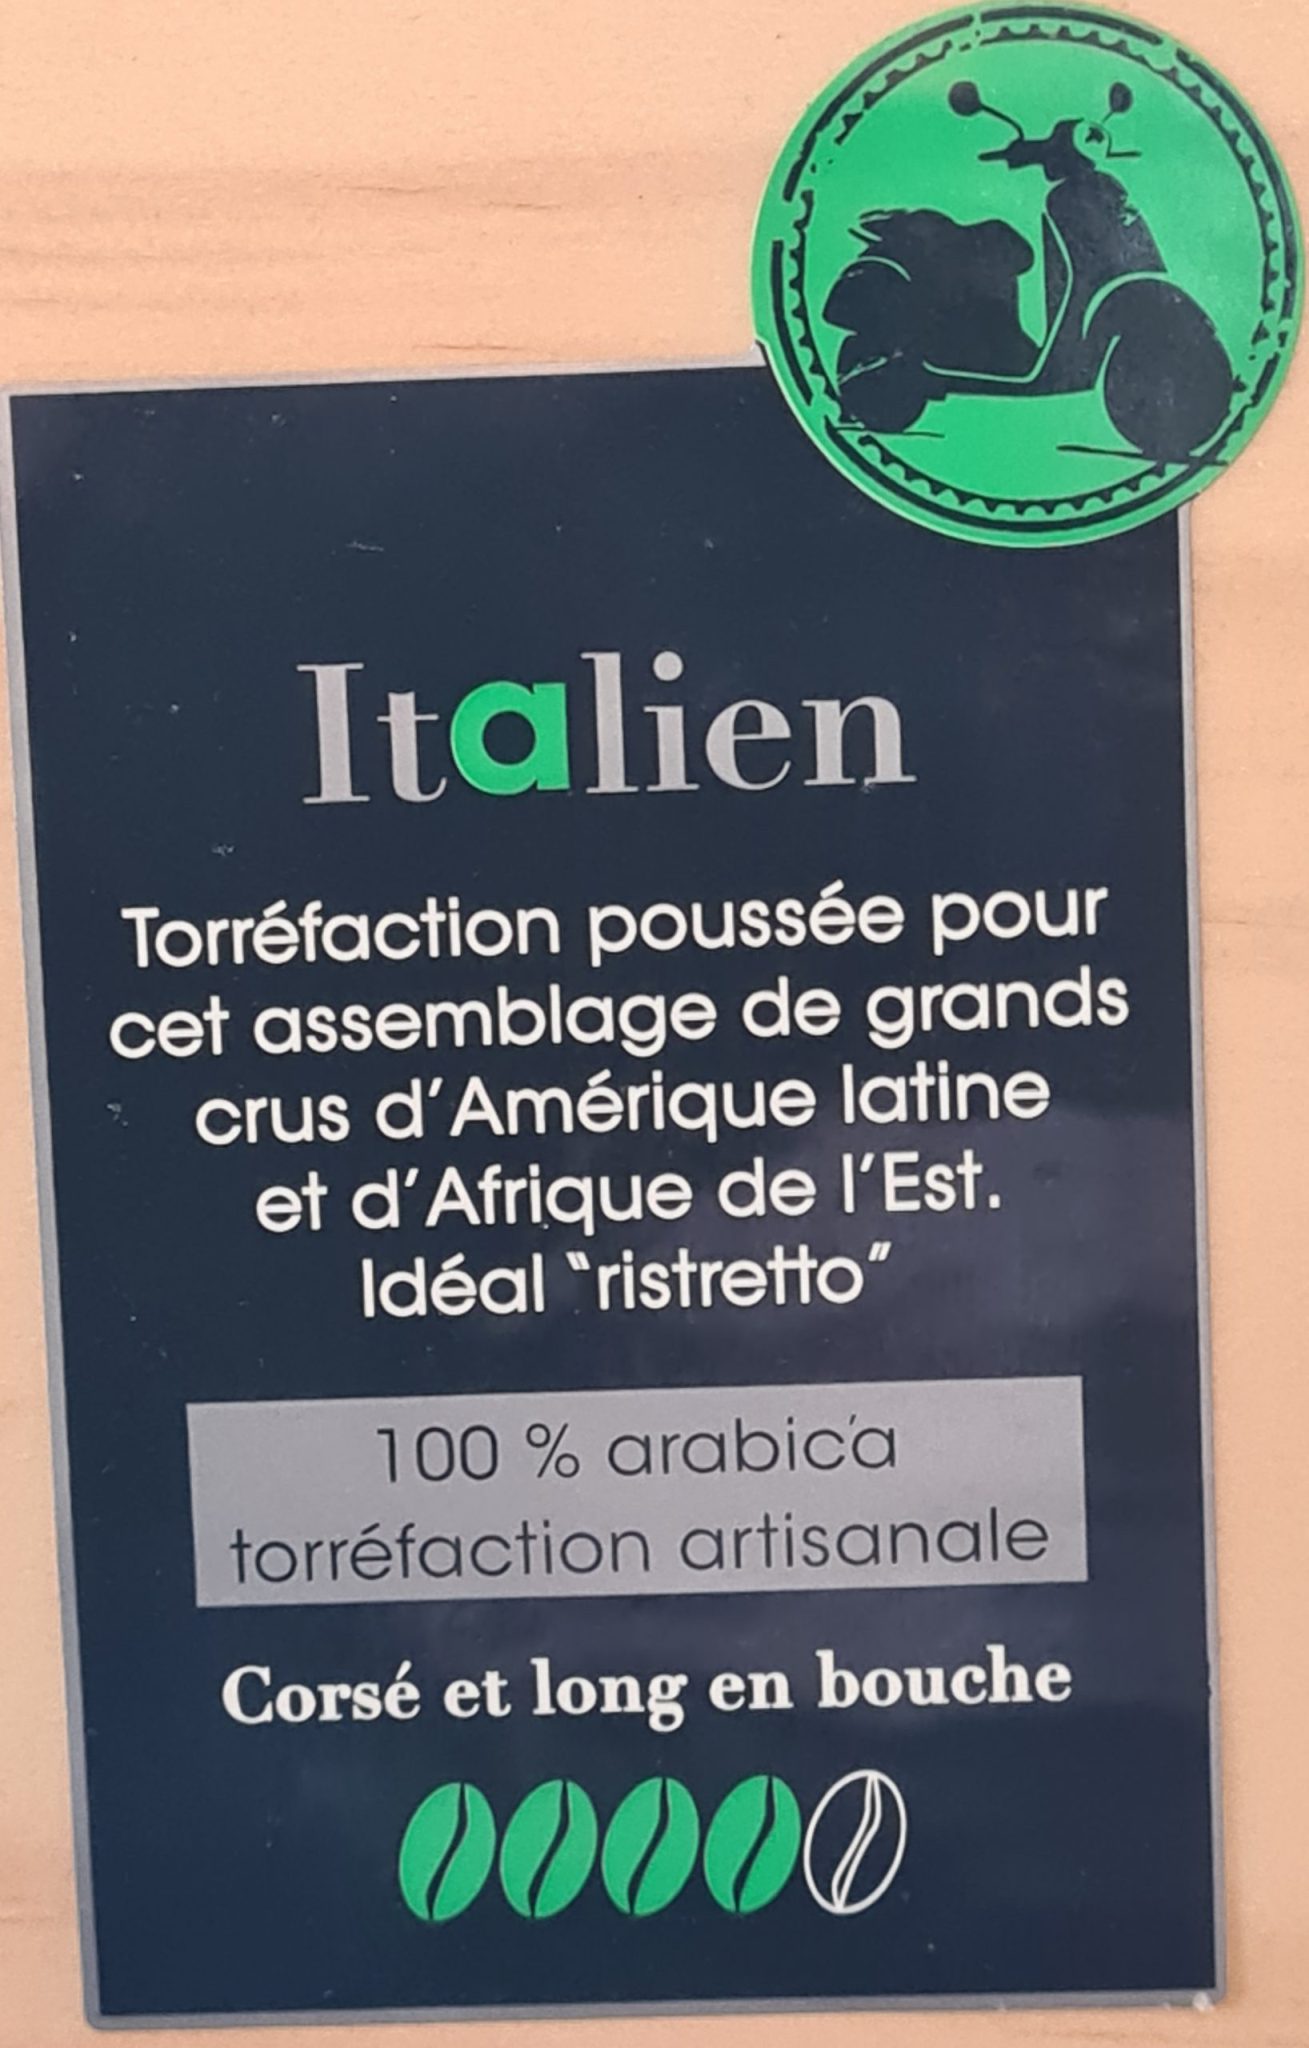 Italien
Torréfaction poussée pour
cet assemblage de grands
crus d'Amérique latine
et d'Afrique de l'Est.
Idéal "ristretto"
100 % arabica
torréfaction artisanale
Corsé et long en bouche